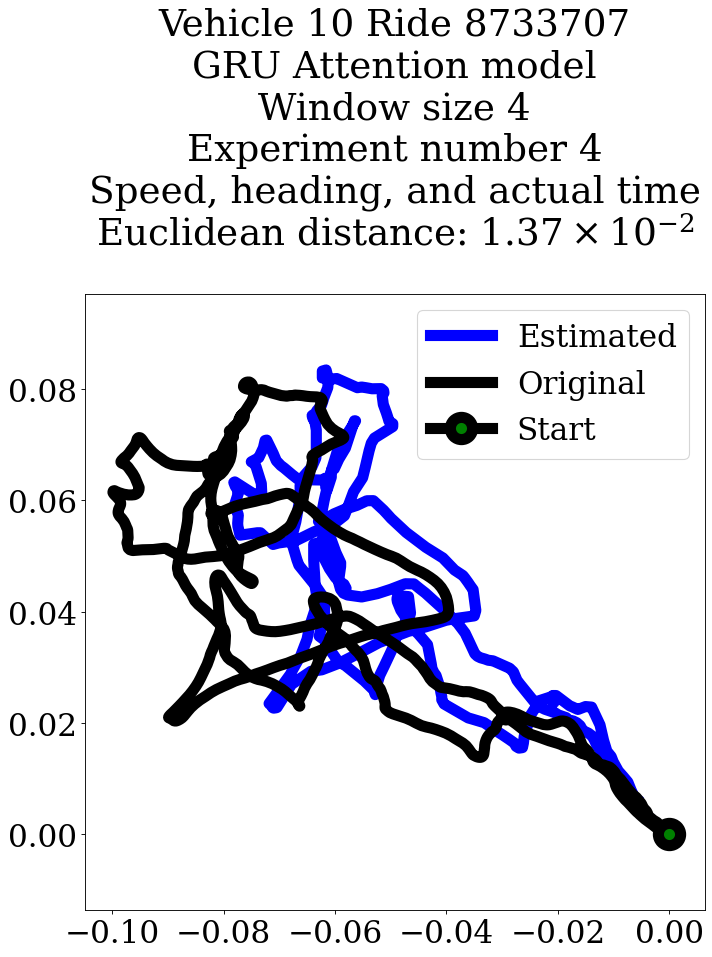 Vehicle 10 Ride 8733707
GRU Attention model
Window size 4
Experiment number 4
Speed, heading, and actual time
Euclidean distance: 1.37 × 10⁻²
Estimated
Original
Start
0.08
0.06
0.04
0.02
0.00
−0.10 −0.08 −0.06 −0.04 −0.02 0.00